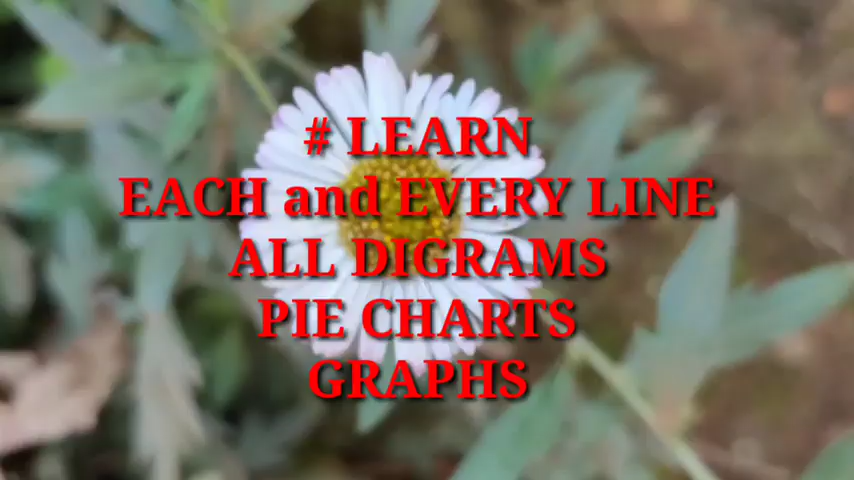 # LEARN
EACH and EVERY LINE
ALL DIGRAMS
PIE CHARTS
GRAPHS